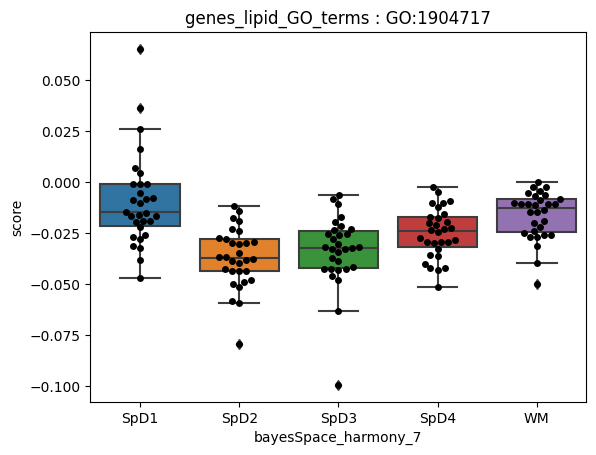 genes_lipid_GO_terms : GO:1904717
score
0.050
0.025
0.000
−0.025
−0.050
−0.075
−0.100
SpD1 SpD2 SpD3 SpD4 WM
bayesSpace_harmony_7